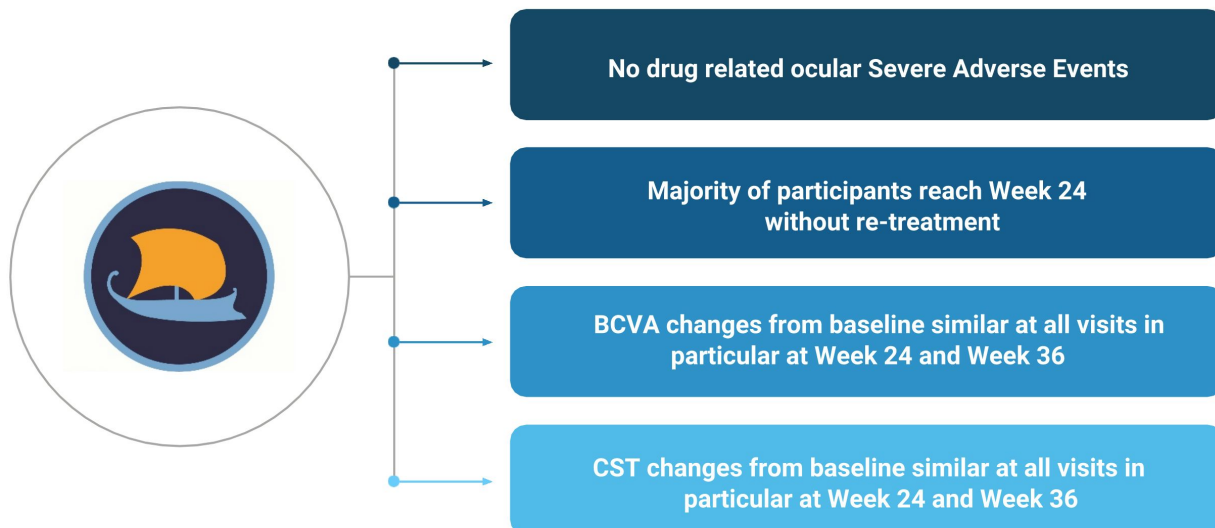 No drug related ocular Severe Adverse Events
Majority of participants reach Week 24
without re-treatment
BCVA changes from baseline similar at all visits in
particular at Week 24 and Week 36
CST changes from baseline similar at all visits in
particular at Week 24 and Week 36